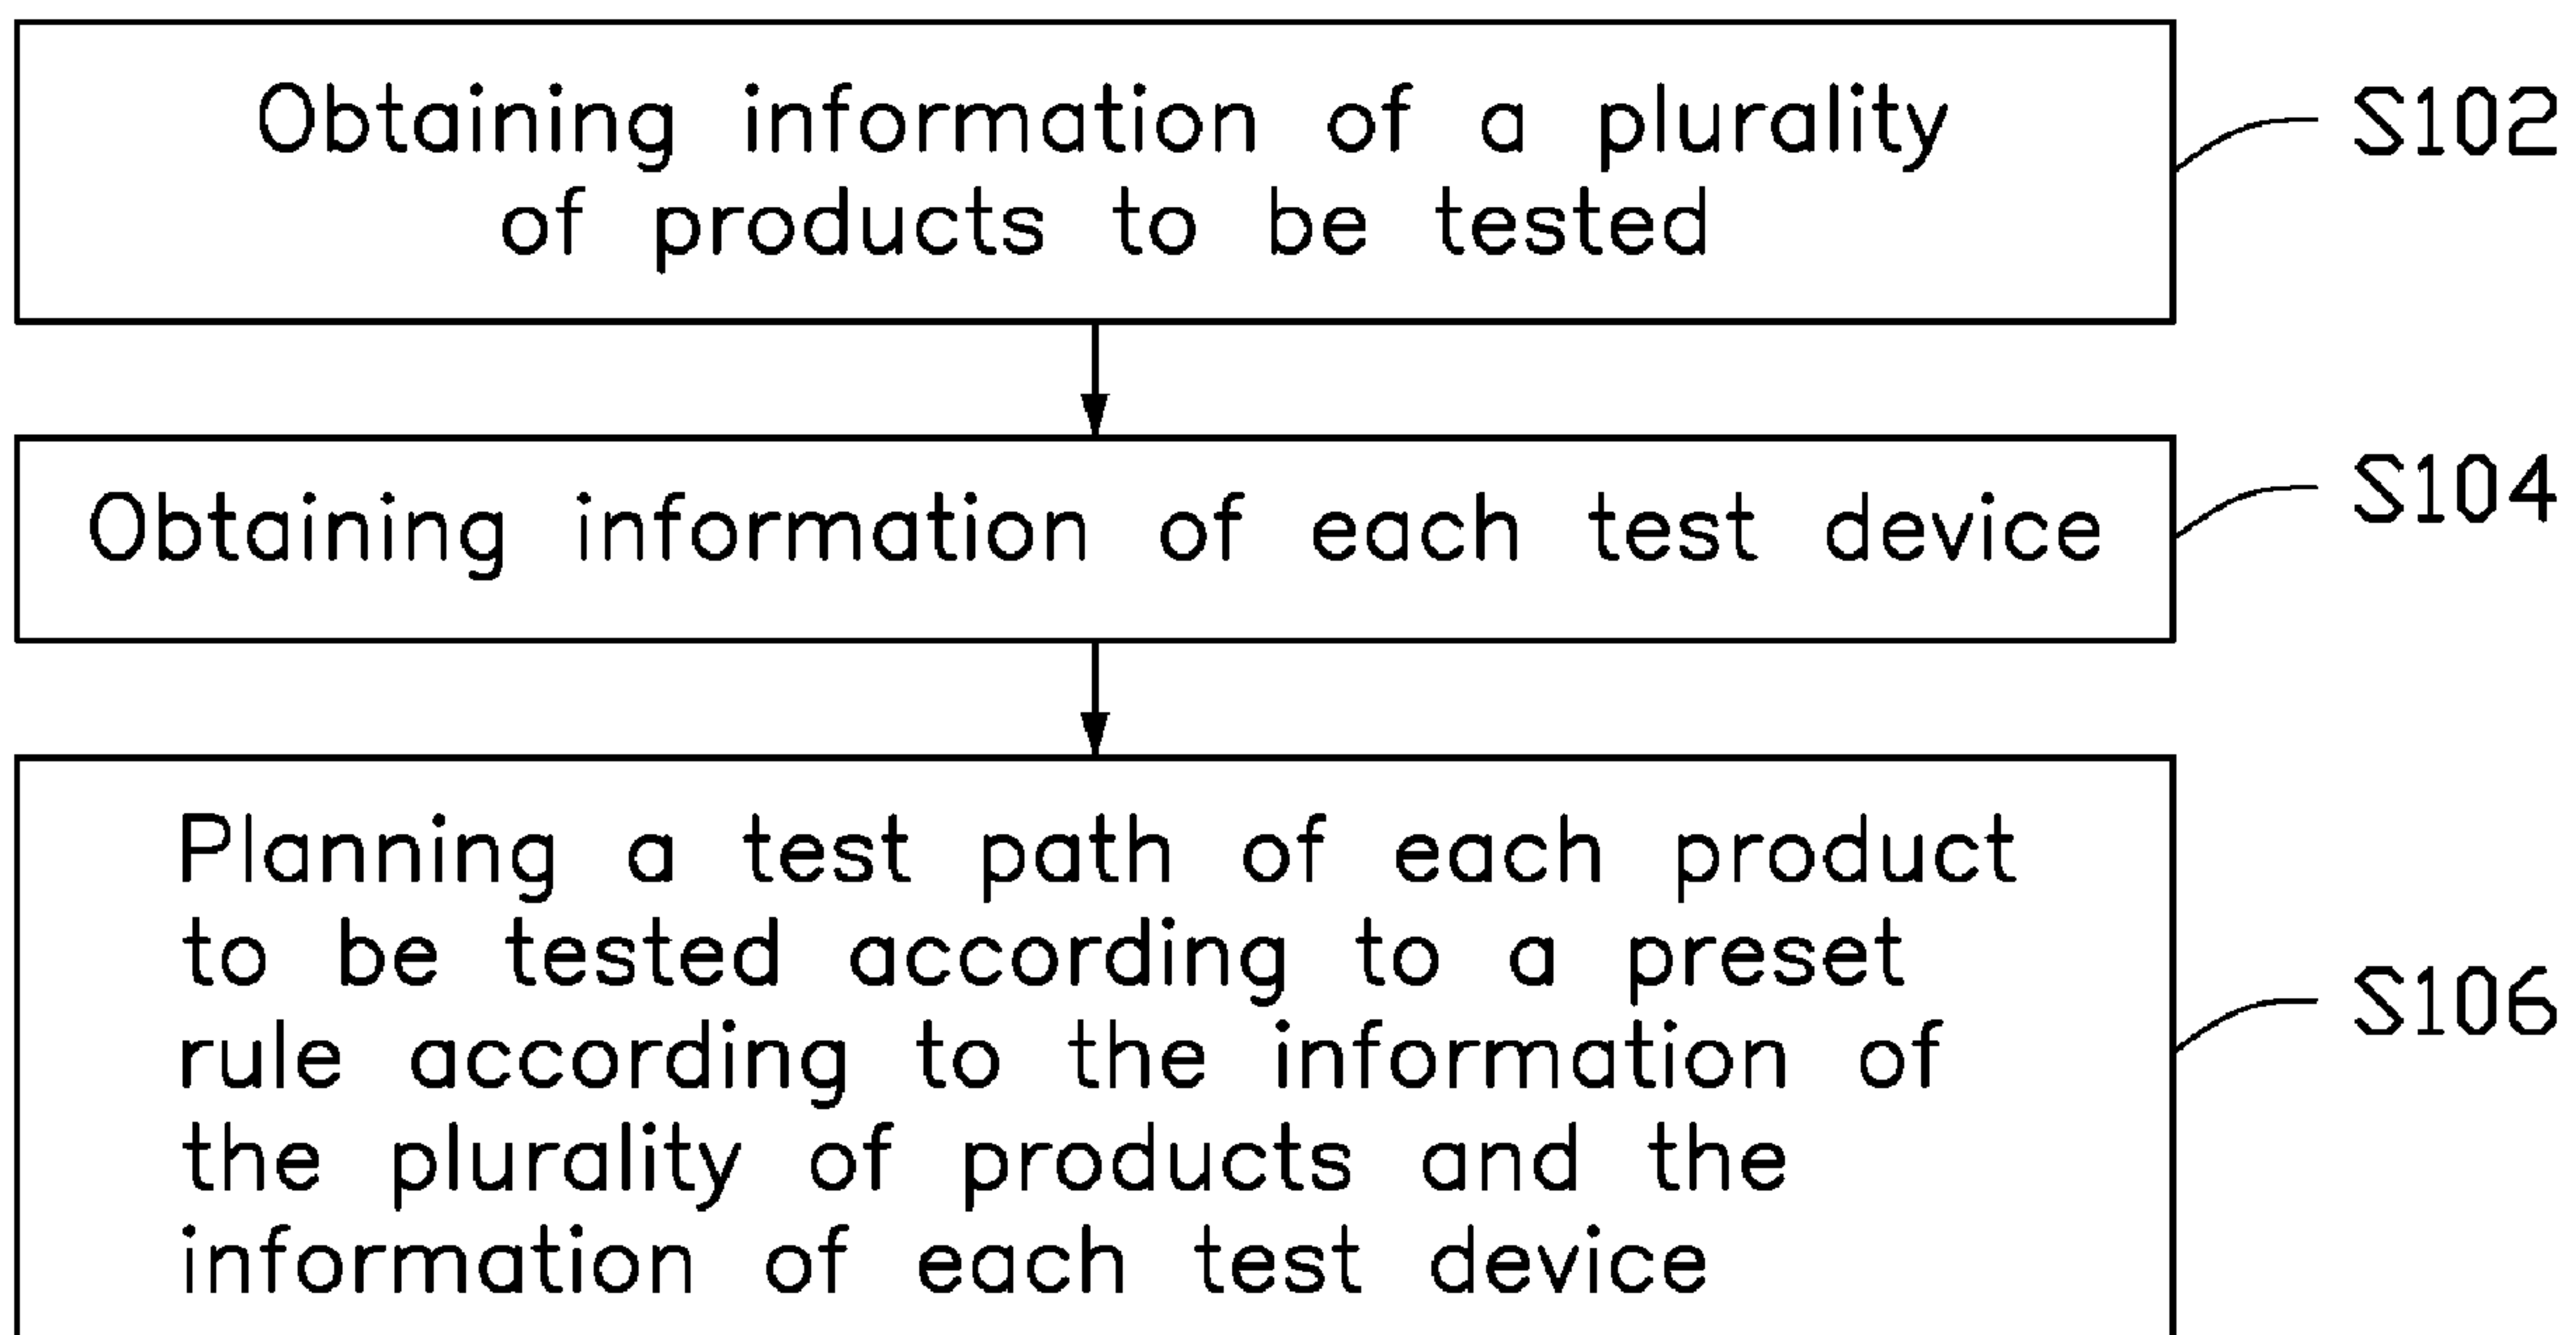 Obtaining information of a plurality
of products to be tested
S102
Obtaining information of each test device
S104
Planning a test path of each product
to be tested according to a preset
rule according to the information of
the plurality of products and the
information of each test device
S106